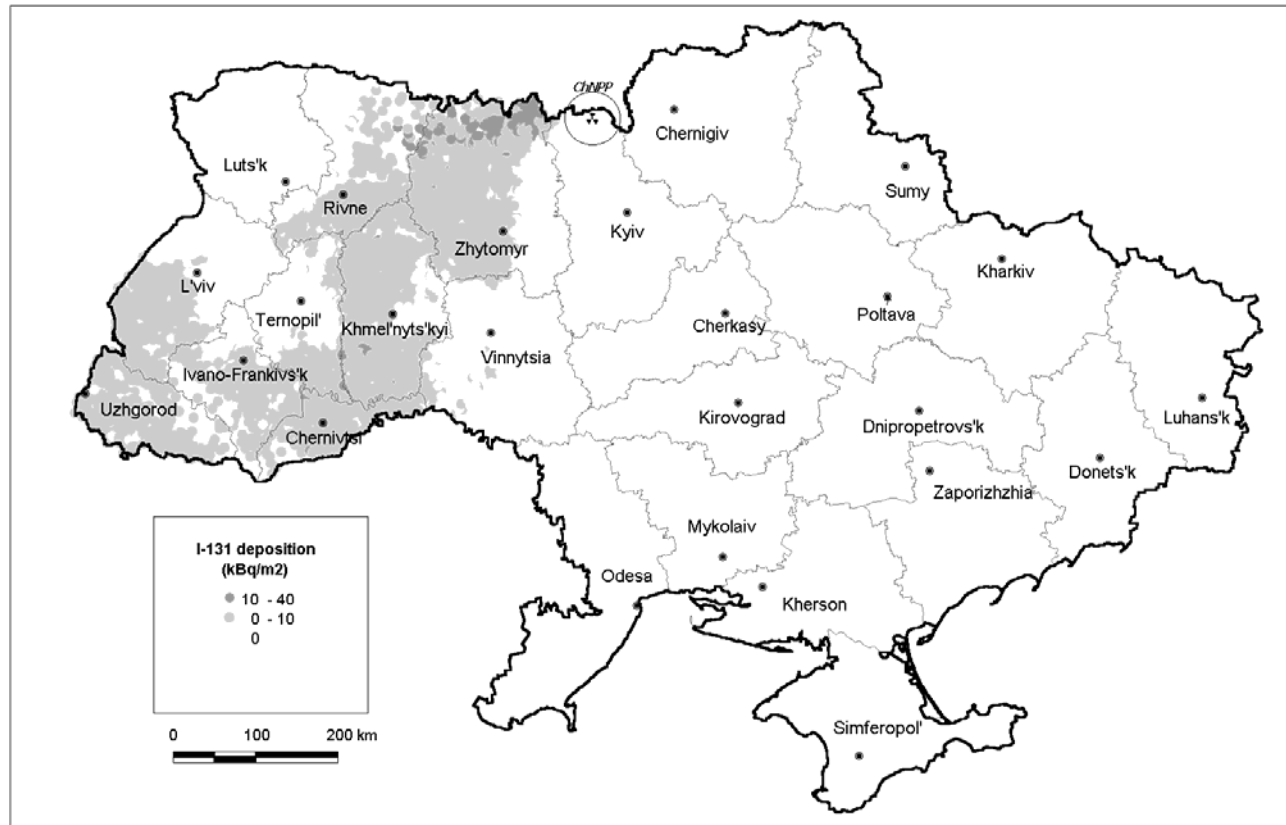 ChNPP
Chernigiv
Luts'k
Sumy
Rivne
Kyiv
Zhytomyr
Kharkiv
L'viv
Ternopil'
Khmel'nyts'kyi
Cherkasy
Poltava
Vinnytsia
Ivano-Frankivs'k
Uzhgorod
Kirovograd
Luhans'k
Chernivtsi
Dnipropetrovs'k
Donets'k
Zaporizhzhia
Mykolaiv
I-131 deposition
(kBq/m2)
10 - 40
0 - 10
0
Odesa
Kherson
0 100 200 km
Simferopol'